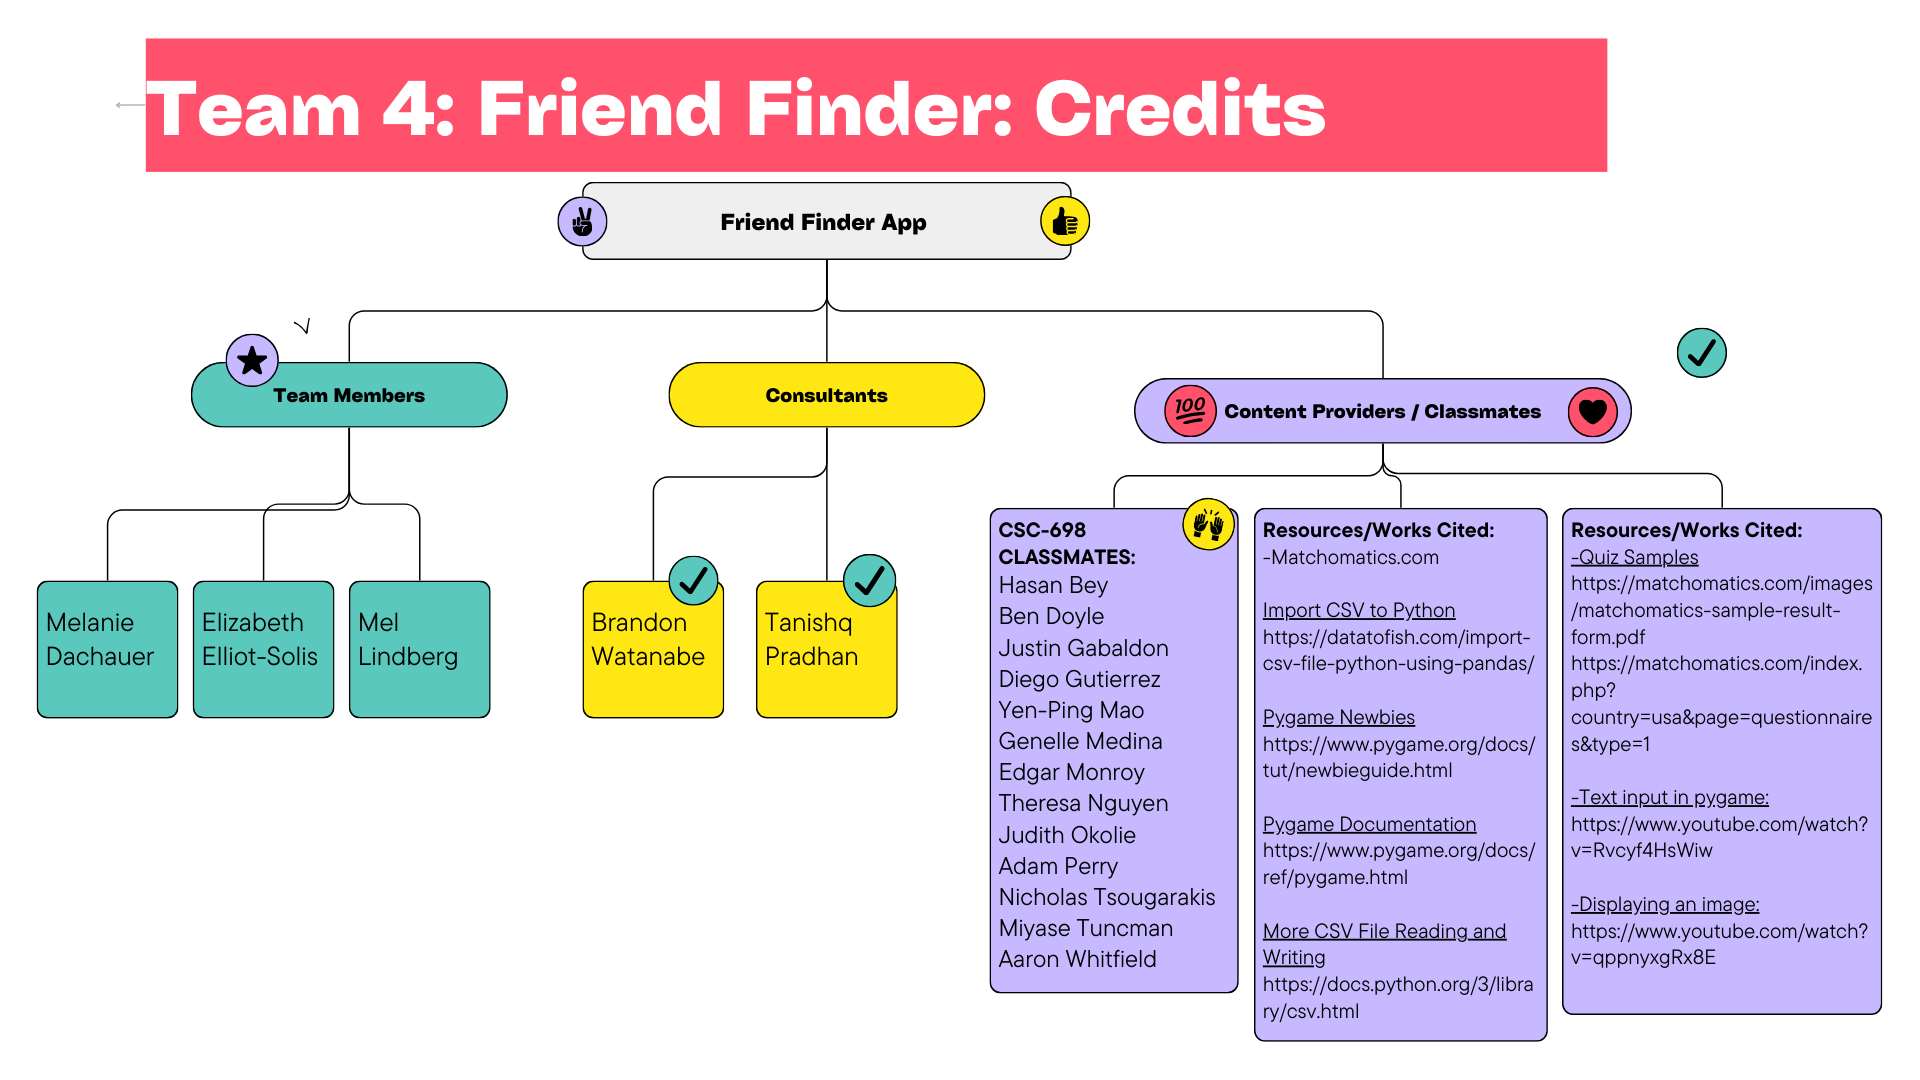 Team 4: Friend Finder: Credits
Friend Finder App
Team Members
Consultants
100
Content Providers / Classmates
Melanie
Dachauer
Elizabeth
Elliot-Solis
Mel
Lindberg
Brandon
Watanabe
Tanishq
Pradhan
CSC-698
CLASSMATES:
Hasan Bey
Ben Doyle
Justin Gabaldon
Diego Gutierrez
Yen-Ping Mao
Genelle Medina
Edgar Monroy
Theresa Nguyen
Judith Okolie
Adam Perry
Nicholas Tsougarakis
Miyase Tuncman
Aaron Whitfield
Resources/Works Cited:
-Matchomatics.com
Import CSV to Python
https://datatofish.com/import-
csv-file-python-using-pandas/
Pygame Newbies
https://www.pygame.org/docs/
tut/newbieguide.html
Pygame Documentation
https://www.pygame.org/docs/
ref/pygame.html
More CSV File Reading and
Writing
https://docs.python.org/3/libra
ry/csv.html
Resources/Works Cited:
-Quiz Samples
https://matchomatics.com/images
/matchomatics-sample-result-
form.pdf
https://matchomatics.com/index.
php?
country=usa&page=questionnaire
s&type=1
-Text input in pygame:
https://www.youtube.com/watch?
v=Rvcyf4HsWiw
-Displaying an image:
https://www.youtube.com/watch?
v=qppnyxgRx8E